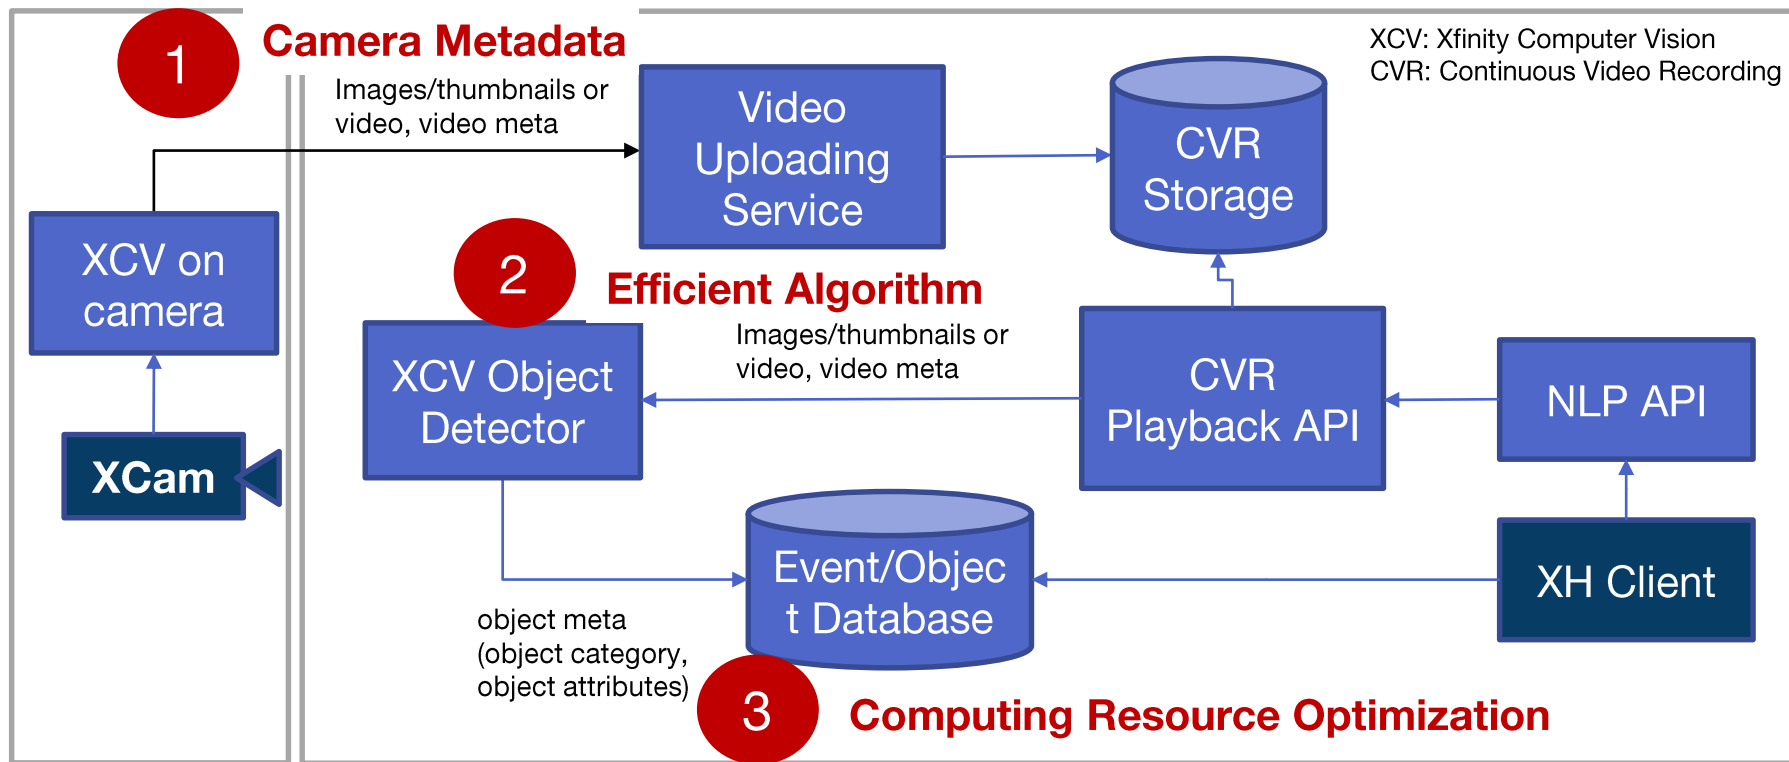 1
Camera Metadata
XCV: Xfinity Computer Vision
CVR: Continuous Video Recording
Images/thumbnails or
video, video meta
Video
Uploading
Service
CVR
Storage
XCV on
camera
2
Efficient Algorithm
Images/thumbnails or
video, video meta
XCV Object
Detector
CVR
Playback API
NLP API
XCam
Event/Objec
t Database
XH Client
object meta
(object category,
object attributes)
3
Computing Resource Optimization